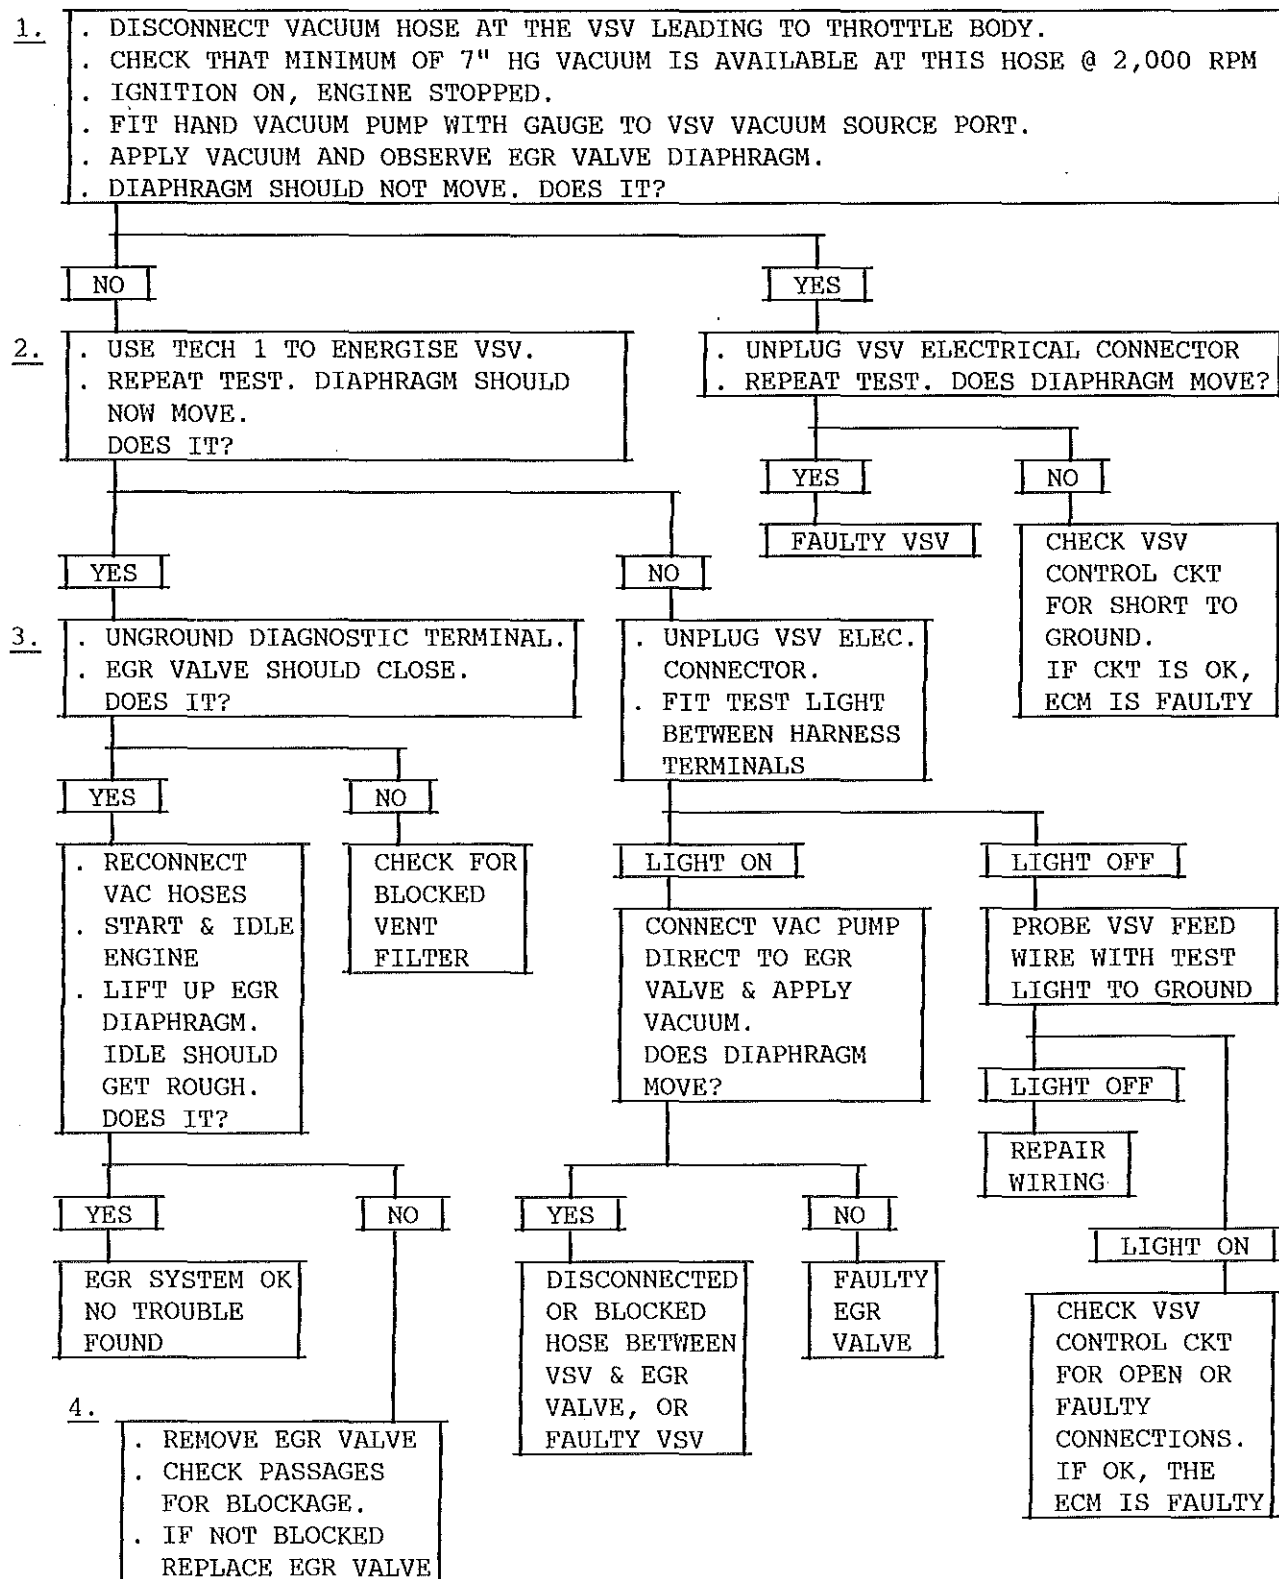 1.
. DISCONNECT VACUUM HOSE AT THE VSV LEADING TO THROTTLE BODY.
. CHECK THAT MINIMUM OF 7" HG VACUUM IS AVAILABLE AT THIS HOSE @ 2,000 RPM
. IGNITION ON, ENGINE STOPPED.
. FIT HAND VACUUM PUMP WITH GAUGE TO VSV VACUUM SOURCE PORT.
. APPLY VACUUM AND OBSERVE EGR VALVE DIAPHRAGM.
. DIAPHRAGM SHOULD NOT MOVE. DOES IT?
NO
YES
2.
. USE TECH 1 TO ENERGISE VSV.
. REPEAT TEST. DIAPHRAGM SHOULD
NOW MOVE.
DOES IT?
. UNPLUG VSV ELECTRICAL CONNECTOR
. REPEAT TEST. DOES DIAPHRAGM MOVE?
YES
NO
FAULTY VSV
CHECK VSV
CONTROL CKT
FOR SHORT TO
GROUND.
IF CKT IS OK,
ECM IS FAULTY
YES
NO
3.
. UNGROUND DIAGNOSTIC TERMINAL.
. EGR VALVE SHOULD CLOSE.
DOES IT?
. UNPLUG VSV ELEC.
CONNECTOR.
. FIT TEST LIGHT
BETWEEN HARNESS
TERMINALS
YES
NO
. RECONNECT
VAC HOSES
. START & IDLE
ENGINE
. LIFT UP EGR
DIAPHRAGM.
IDLE SHOULD
GET ROUGH.
DOES IT?
CHECK FOR
BLOCKED
VENT
FILTER
LIGHT ON
LIGHT OFF
CONNECT VAC PUMP
DIRECT TO EGR
VALVE & APPLY
VACUUM.
DOES DIAPHRAGM
MOVE?
PROBE VSV FEED
WIRE WITH TEST
LIGHT TO GROUND
LIGHT OFF
REPAIR
WIRING
YES
NO
YES
NO
LIGHT ON
EGR SYSTEM OK
NO TROUBLE
FOUND
DISCONNECTED
OR BLOCKED
HOSE BETWEEN
VSV & EGR
VALVE, OR
FAULTY VSV
FAULTY
EGR
VALVE
CHECK VSV
CONTROL CKT
FOR OPEN OR
FAULTY
CONNECTIONS.
IF OK, THE
ECM IS FAULTY
4.
. REMOVE EGR VALVE
. CHECK PASSAGES
FOR BLOCKAGE.
. IF NOT BLOCKED
REPLACE EGR VALVE